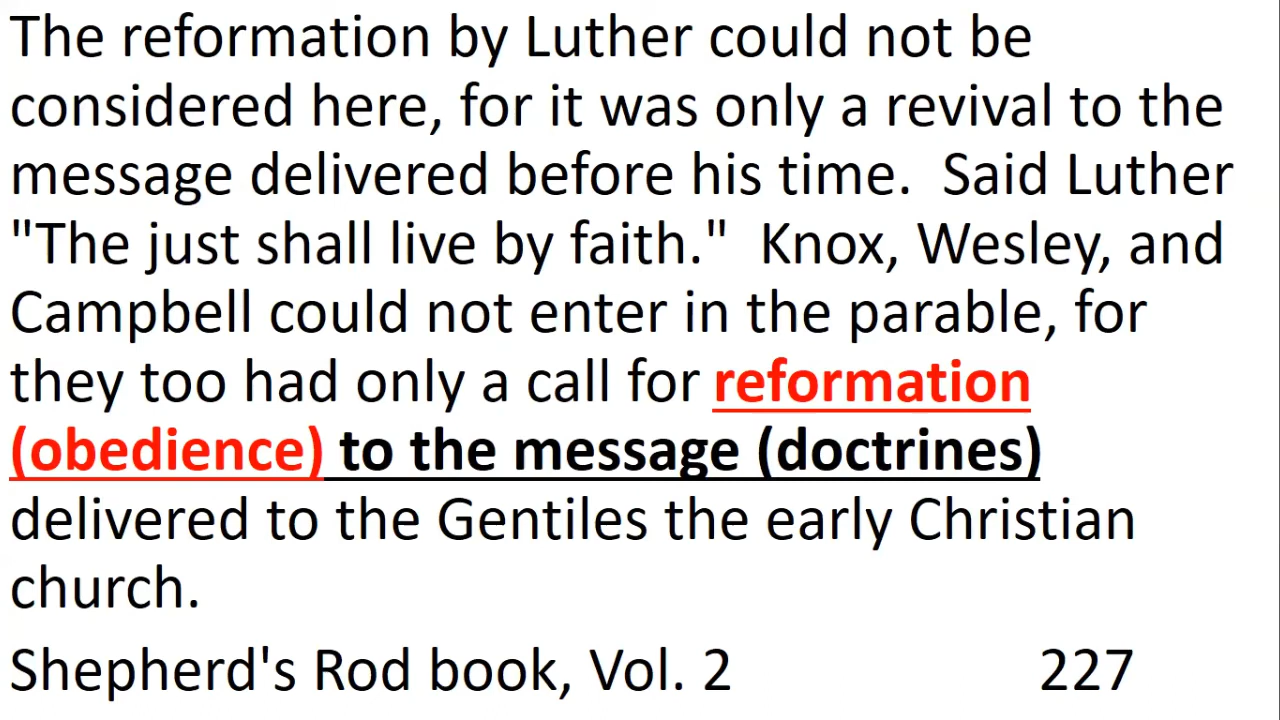 The reformation by Luther could not be
considered here, for it was only a revival to the
message delivered before his time.  Said Luther
"The just shall live by faith."  Knox, Wesley, and
Campbell could not enter in the parable, for
they too had only a call for reformation
(obedience) to the message (doctrines)
delivered to the Gentiles the early Christian
church.
Shepherd's Rod book, Vol. 2 227